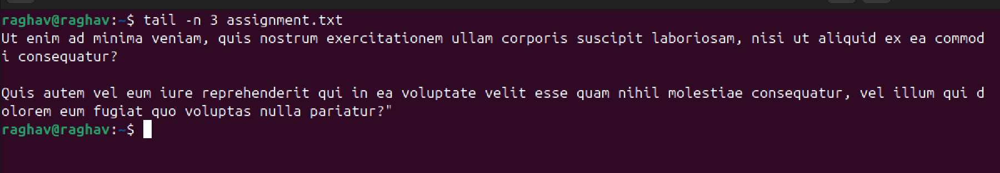 raghav@raghav:~$ tail -n 3 assignment.txt
Ut enim ad minima veniam, quis nostrum exercitationem ullam corporis suscipit laboriosam, nisi ut aliquid ex ea commod
i consequatur?

Quis autem vel eum iure reprehenderit qui in ea voluptate velit esse quam nihil molestiae consequatur, vel illum qui d
olorem eum fugiat quo voluptas nulla pariatur?"
raghav@raghav:~$